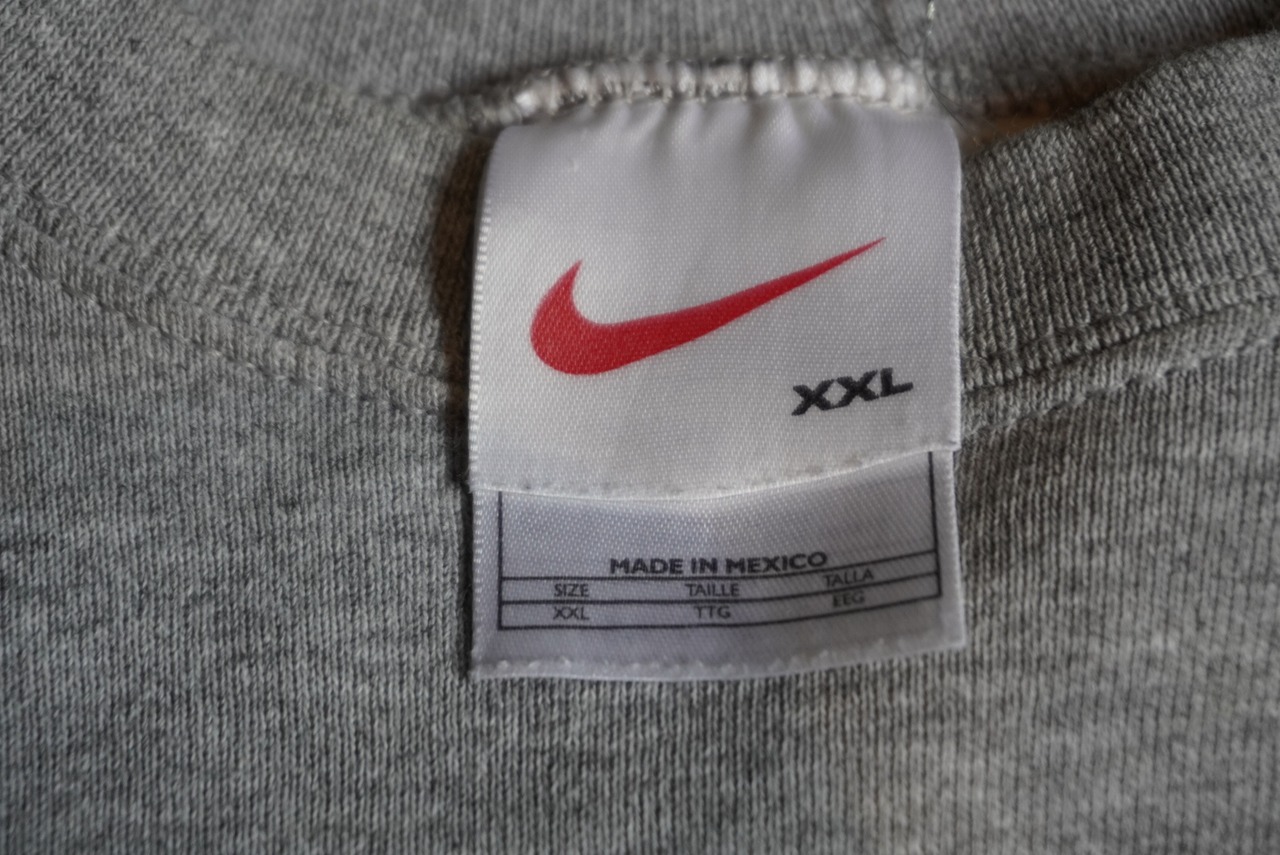 XXL
MADE IN MEXICO
SIZE TAILLE TALLA
XXL TTG EEG